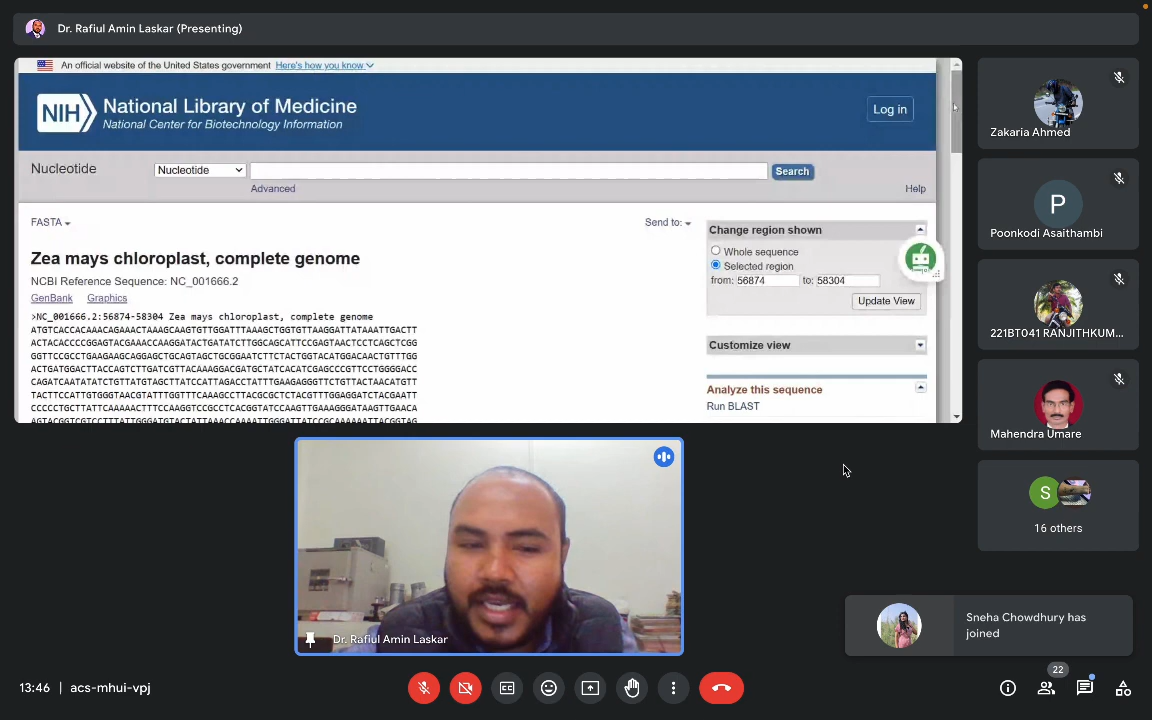 Dr. Rafiul Amin Laskar (Presenting)
An official website of the United States government Here's how you know
NIH National Library of Medicine
National Center for Biotechnology Information
Log in
Nucleotide Nucleotide Search
Advanced Help
FASTA Send to:
Zea mays chloroplast, complete genome
NCBI Reference Sequence: NC_001666.2
GenBank Graphics
>NC_001666.2:56874-58304 Zea mays chloroplast, complete genome
ATGTCACCACAAACAGAAACTAAAGCAAGTGTTGGATTTAAAGCTGGTGTTAAGGATTATAAATTGACTT
ACTACACCCCGGAGTACGAAACCAAGGATACTGATATCTTGGCAGCATTCCGAGTAACTCCTCAGCTCGG
GGTTCCGCCTGAAGAAGCAGGAGCTGCAGTAGCTGCGGAATCTTCTACTGGTACATGGACAACTGTTTGG
ACTGATGGACTTACCAGTCTTGATCGTTACAAAGGACGATGCTATCACATCGAGCCCGTTCCTGGGGACC
CAGATCAATATATCTGTTATGTAGCTTATCCATTAGACCTATTTGAAGAGGGTTCTGTTACTAACATGTT
TACTTCCATTGTGGGTAACGTATTTGGTTTCAAAGCCTTACGCGCTCTACGTTTGGAGGATCTACGAATT
CCCCCTGCTTATTCAAAAACTTTCCAAGGTCCGCCTCACGGTATCCAAGTTGAAAGGGATAAGTTGAACA
Change region shown
Whole sequence
Selected region
from: 56874 to: 58304
Update View
Customize view
Analyze this sequence
Run BLAST
Zakaria Ahmed
P
Poonkodi Asaithambi
221BT041 RANJITHKUM...
Mahendra Umare
S
16 others
Dr. Rafiul Amin Laskar
Sneha Chowdhury has
joined
13:46 | acs-mhui-vpj
CC
22